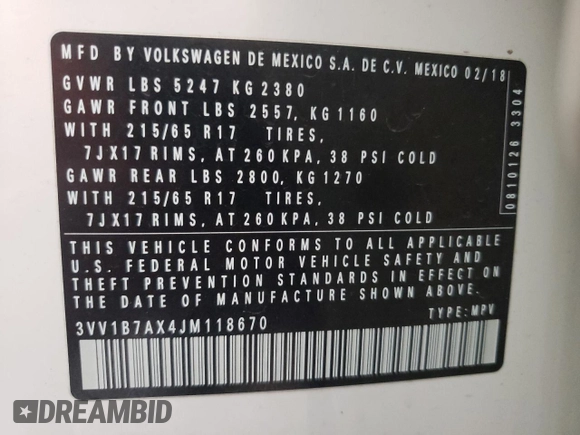 MFD BY VOLKSWAGEN DE MEXICO S.A. DE C.V. MEXICO 02/18
GVWR LBS 5247 KG 2380
GAWR FRONT LBS 2557, KG 1160
WITH 215/65 R17 TIRES,
7JX17 RIMS, AT 260 KPA, 38 PSI COLD
GAWR REAR LBS 2800, KG 1270
WITH 215/65 R17 TIRES,
7JX17 RIMS, AT 260 KPA, 38 PSI COLD
0810126 3304
THIS VEHICLE CONFORMS TO ALL APPLICABLE
U.S. FEDERAL MOTOR VEHICLE SAFETY AND
THEFT PREVENTION STANDARDS IN EFFECT ON
THE DATE OF MANUFACTURE SHOWN ABOVE.
3VV1B7AX4JM118670 TYPE: MPV
DREAMBID